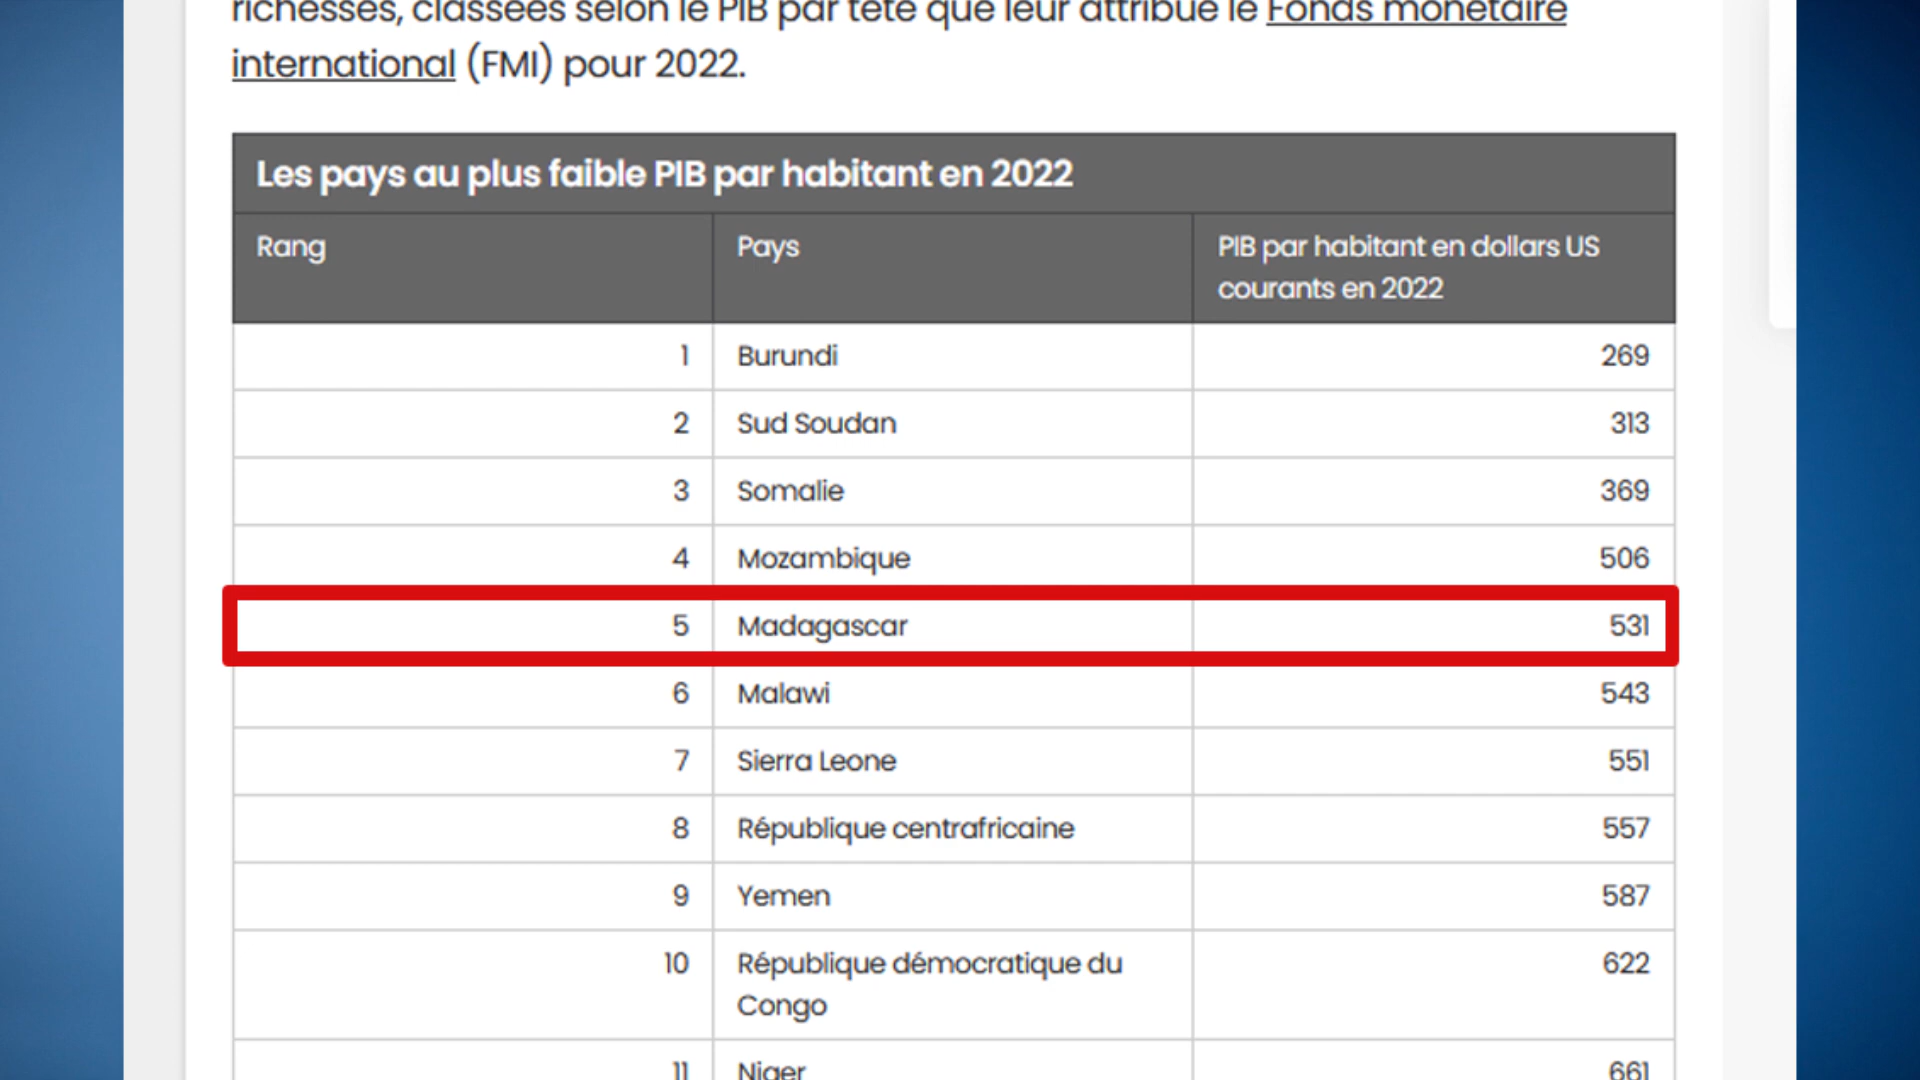 richesses, classées selon le PIB par tête que leur attribue le Fonds monétaire
international (FMI) pour 2022.
Les pays au plus faible PIB par habitant en 2022
Rang Pays PIB par habitant en dollars US
courants en 2022
1 Burundi 269
2 Sud Soudan 313
3 Somalie 369
4 Mozambique 506
5 Madagascar 531
6 Malawi 543
7 Sierra Leone 551
8 République centrafricaine 557
9 Yemen 587
10 République démocratique du 622
Congo
11 Niger 661